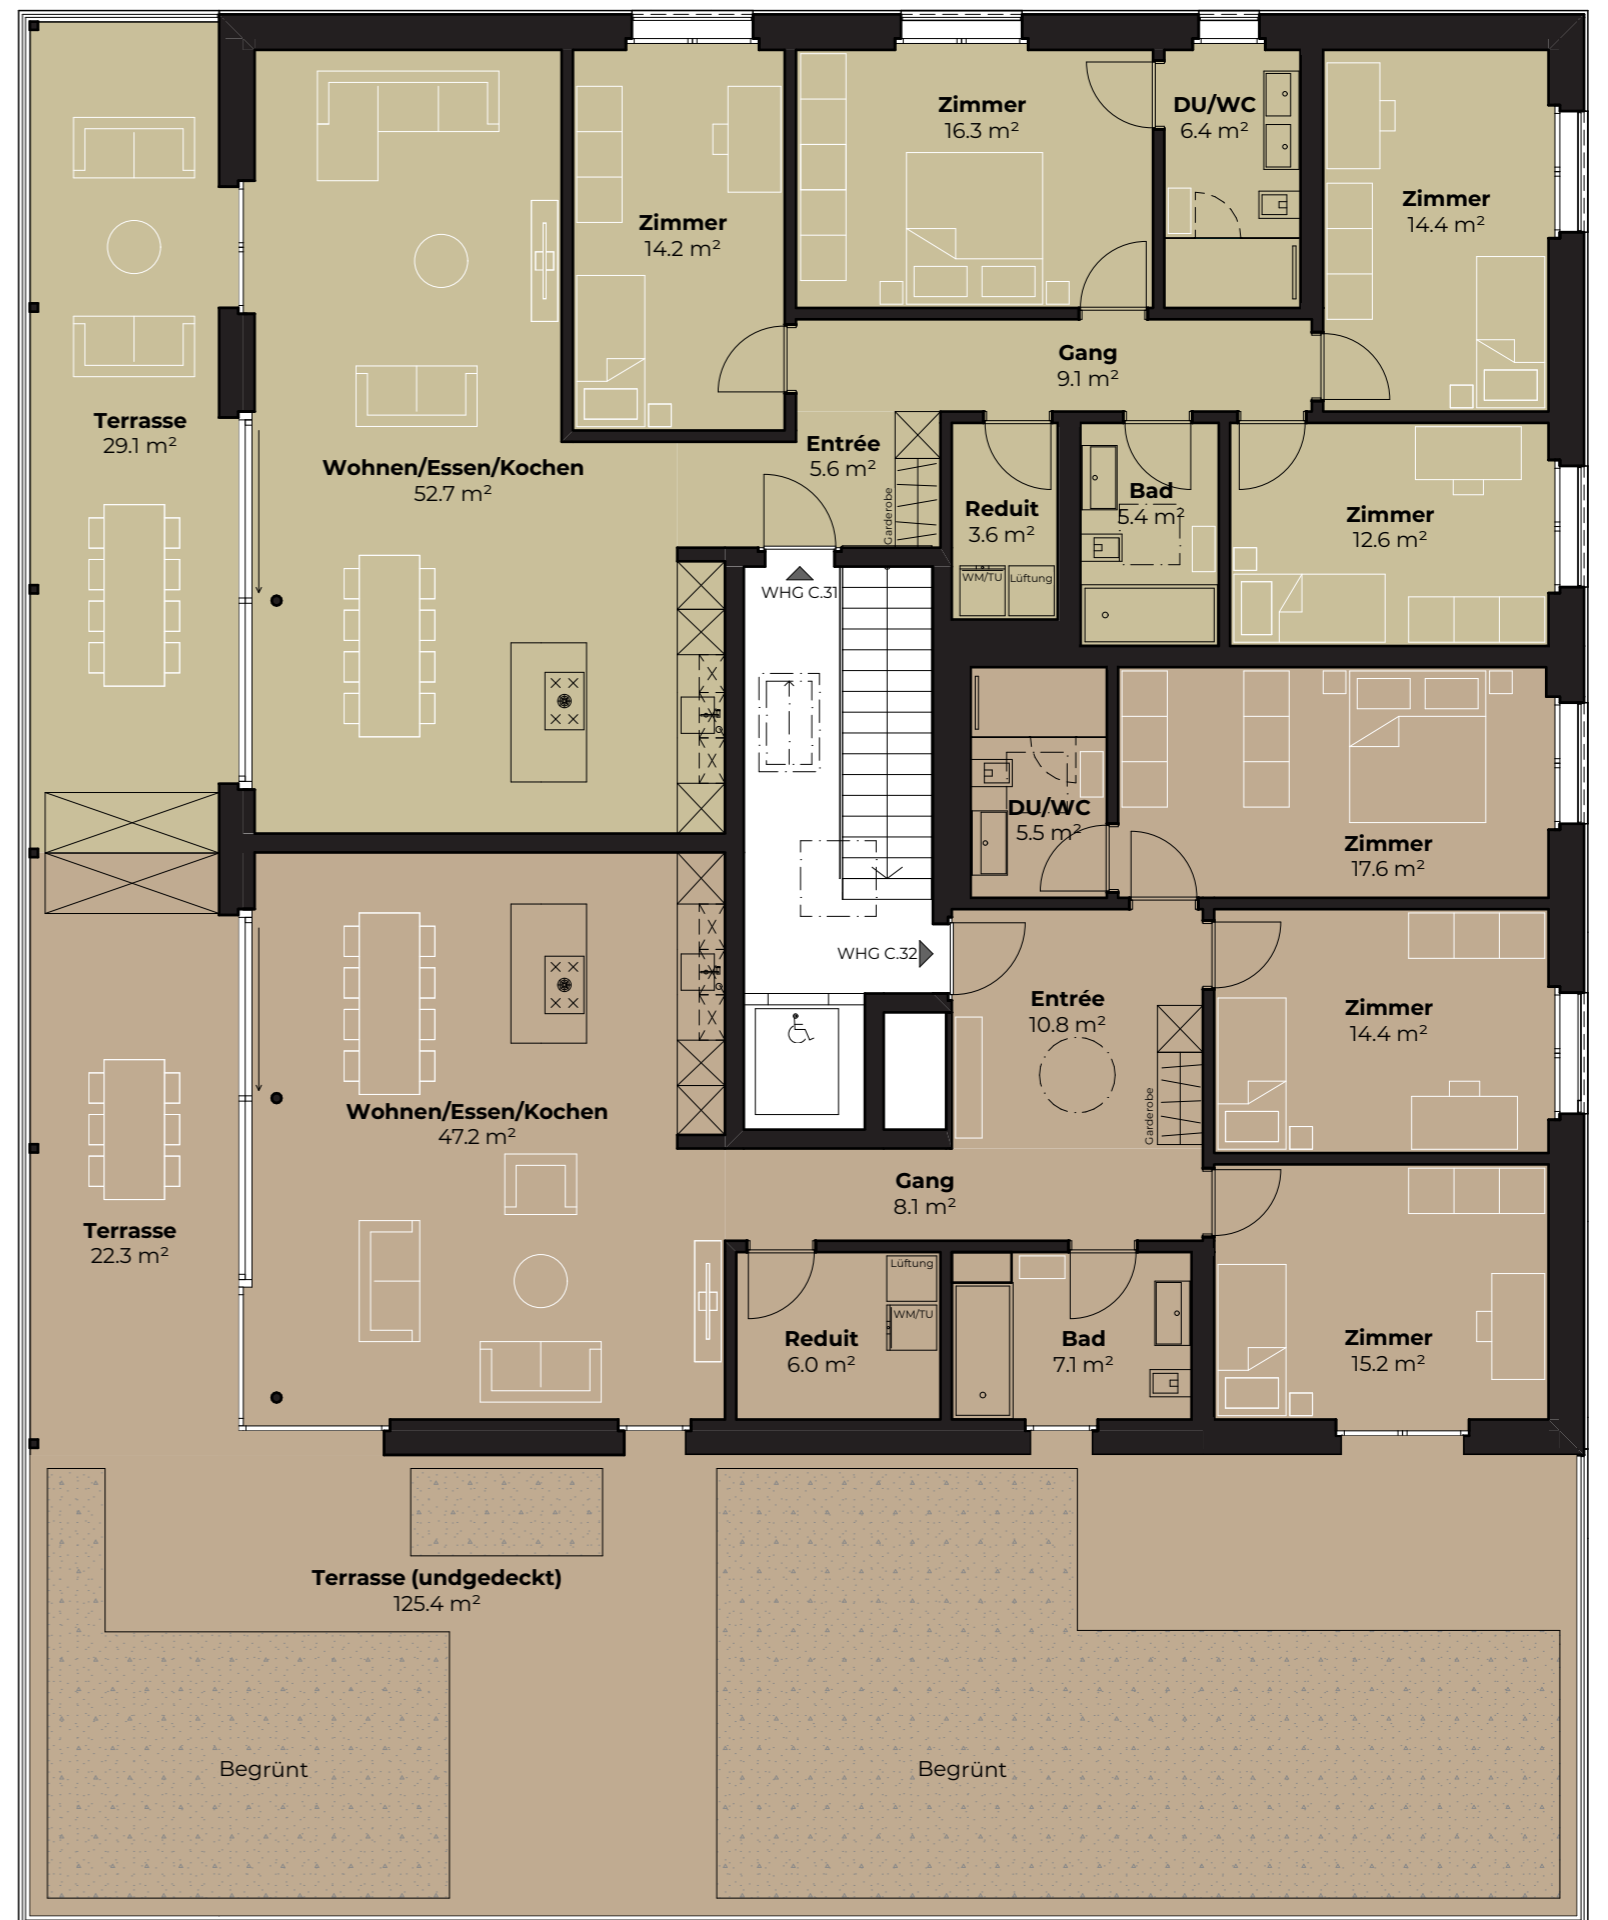 Zimmer
16.3 m²
DU/WC
6.4 m²
Zimmer
14.4 m²
Zimmer
14.2 m²
Gang
9.1 m²
Terrasse
29.1 m²
Wohnen/Essen/Kochen
52.7 m²
Entrée
5.6 m²
Garderobe
Reduit
3.6 m²
WM/TU
Lüftung
Bad
5.4 m²
Zimmer
12.6 m²
WHG C.31
DU/WC
5.5 m²
Zimmer
17.6 m²
WHG C.32
Entrée
10.8 m²
Garderobe
Zimmer
14.4 m²
Wohnen/Essen/Kochen
47.2 m²
Gang
8.1 m²
Terrasse
22.3 m²
Lüftung
WM/TU
Reduit
6.0 m²
Bad
7.1 m²
Zimmer
15.2 m²
Terrasse (undgedeckt)
125.4 m²
Begrünt
Begrünt